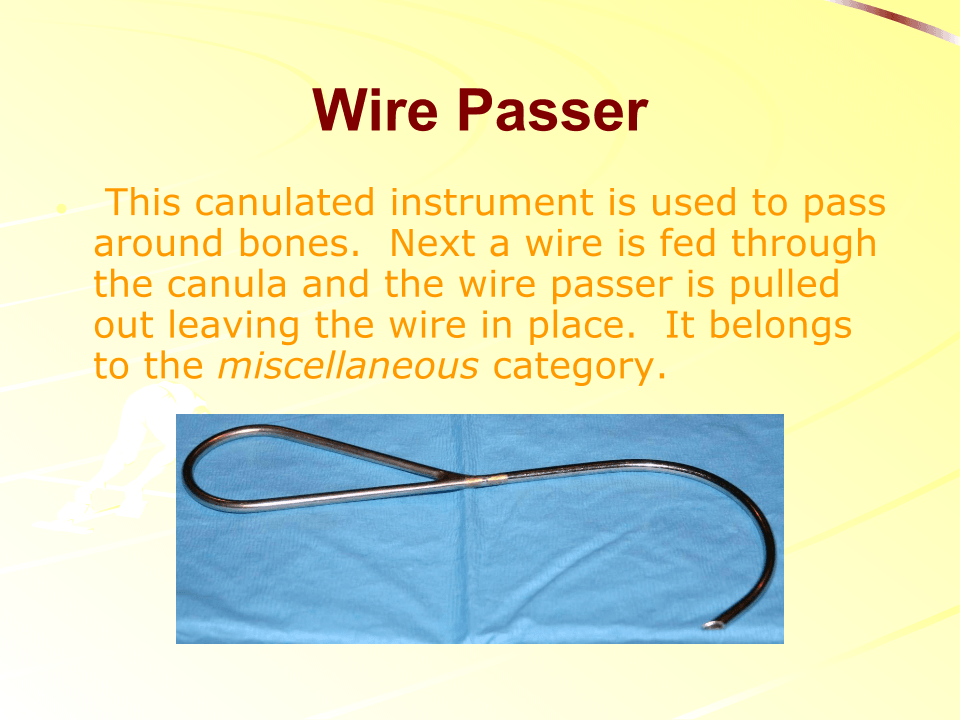 Wire Passer
• This canulated instrument is used to pass
around bones.  Next a wire is fed through
the canula and the wire passer is pulled
out leaving the wire in place.  It belongs
to the miscellaneous category.